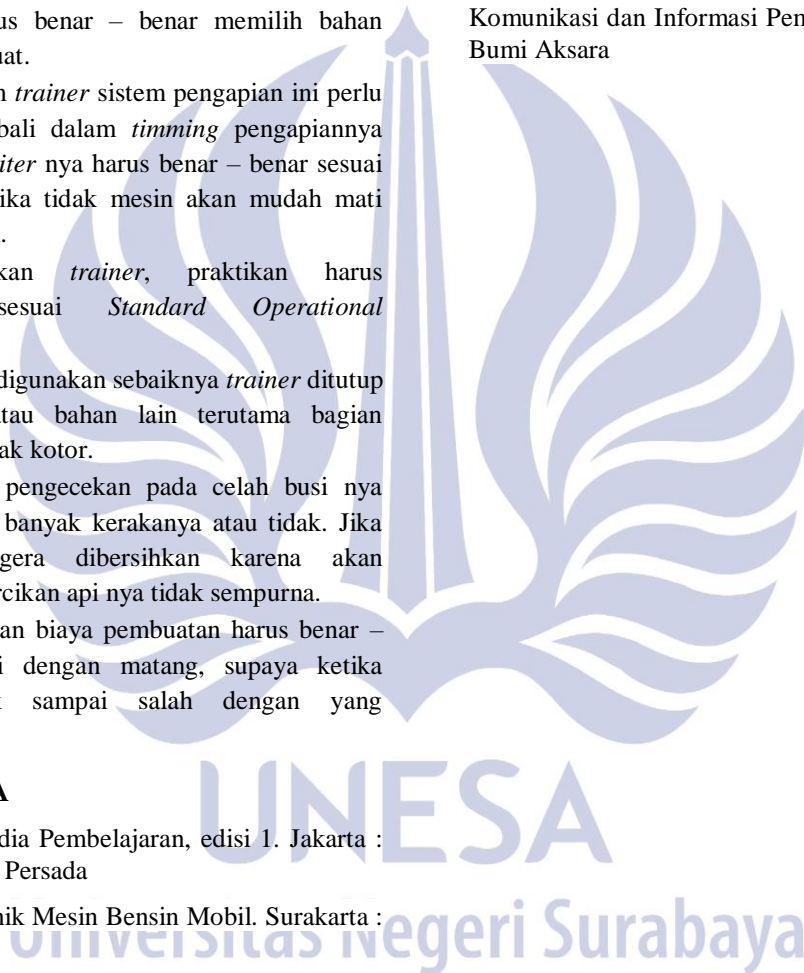 us benar – benar memilih bahan
uat.
n trainer sistem pengapian ini perlu
bali dalam timming pengapiannya
iter nya harus benar – benar sesuai
ika tidak mesin akan mudah mati
kan trainer, praktikan harus
sesuai Standard Operational
digunakan sebaiknya trainer ditutup
atau bahan lain terutama bagian
ak kotor.
pengecekan pada celah busi nya
banyak kerakanya atau tidak. Jika
gera dibersihkan karena akan
rcikan api nya tidak sempurna.
an biaya pembuatan harus benar –
i dengan matang, supaya ketika
k sampai salah dengan yang
A
dia Pembelajaran, edisi 1. Jakarta :
Persada
nik Mesin Bensin Mobil. Surakarta :
Komunikasi dan Informasi Pen
Bumi Aksara
UNESA
Universitas Negeri Surabaya